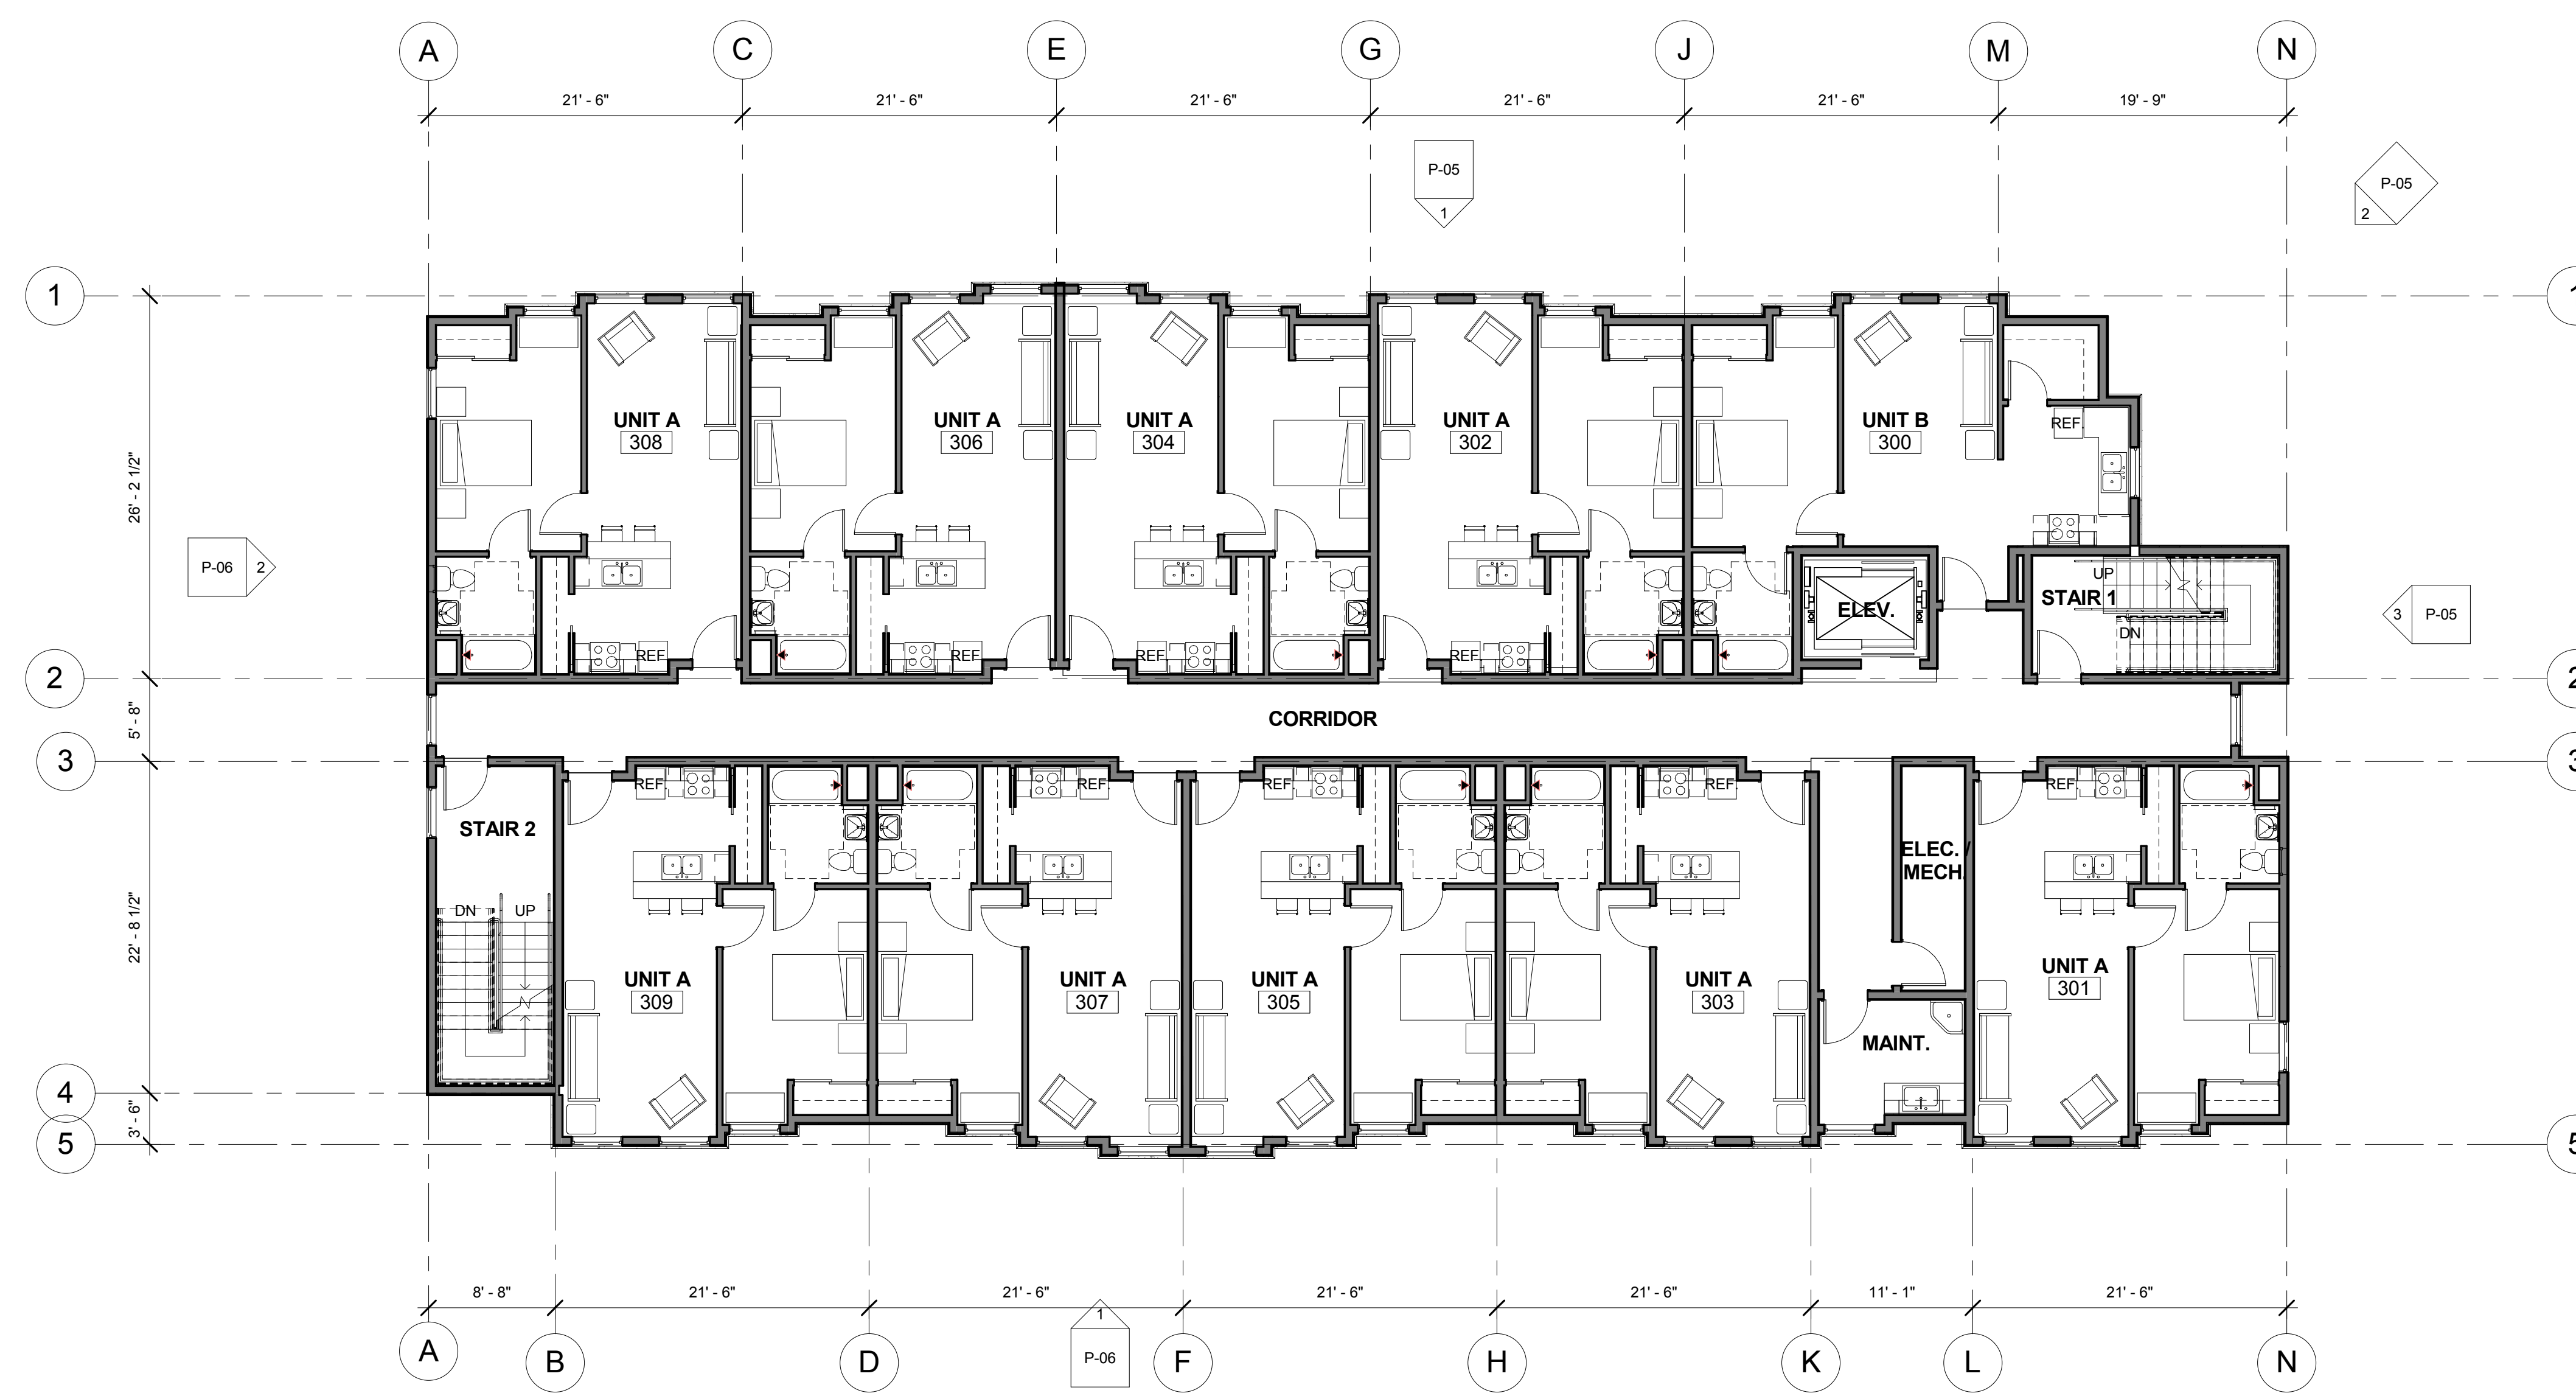 A
C
E
G
J
M
N
21' - 6"
21' - 6"
21' - 6"
21' - 6"
21' - 6"
19' - 9"
P-05
1
P-05
2
1
1
26' - 2 1/2"
UNIT A
308
UNIT A
306
UNIT A
304
UNIT A
302
UNIT B
300
REF.
P-06
2
UP
STAIR 1
ELEV.
DN
3
P-05
REF.
REF.
REF.
REF.
2
2
5' - 8"
CORRIDOR
3
3
REF.
REF.
REF.
REF.
REF.
STAIR 2
ELEC. /
MECH.
22' - 8 1/2"
DN
UP
UNIT A
309
UNIT A
307
UNIT A
305
UNIT A
303
UNIT A
301
MAINT.
4
3' - 6"
5
5
8' - 8"
21' - 6"
21' - 6"
21' - 6"
21' - 6"
11' - 1"
21' - 6"
1
P-06
A
B
D
F
H
K
L
N